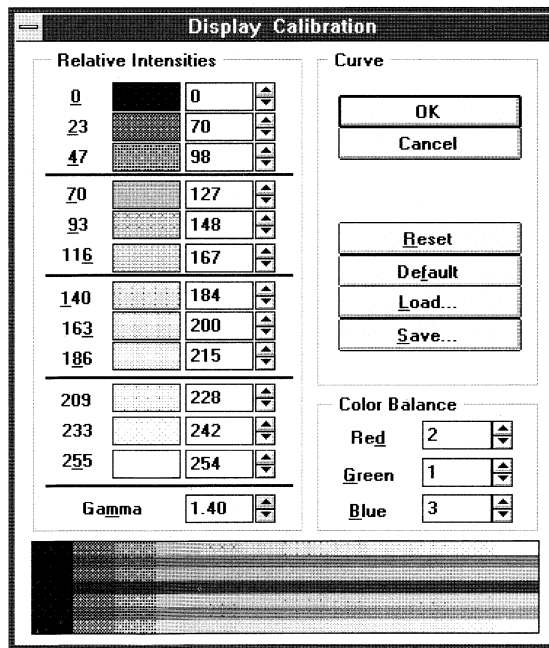 Display Calibration
Relative Intensities
0 0
23 70
47 98
70 127
93 148
116 167
140 184
163 200
186 215
209 228
233 242
255 254
Gamma 1.40
Curve
OK
Cancel
Reset
Default
Load...
Save...
Color Balance
Red 2
Green 1
Blue 3